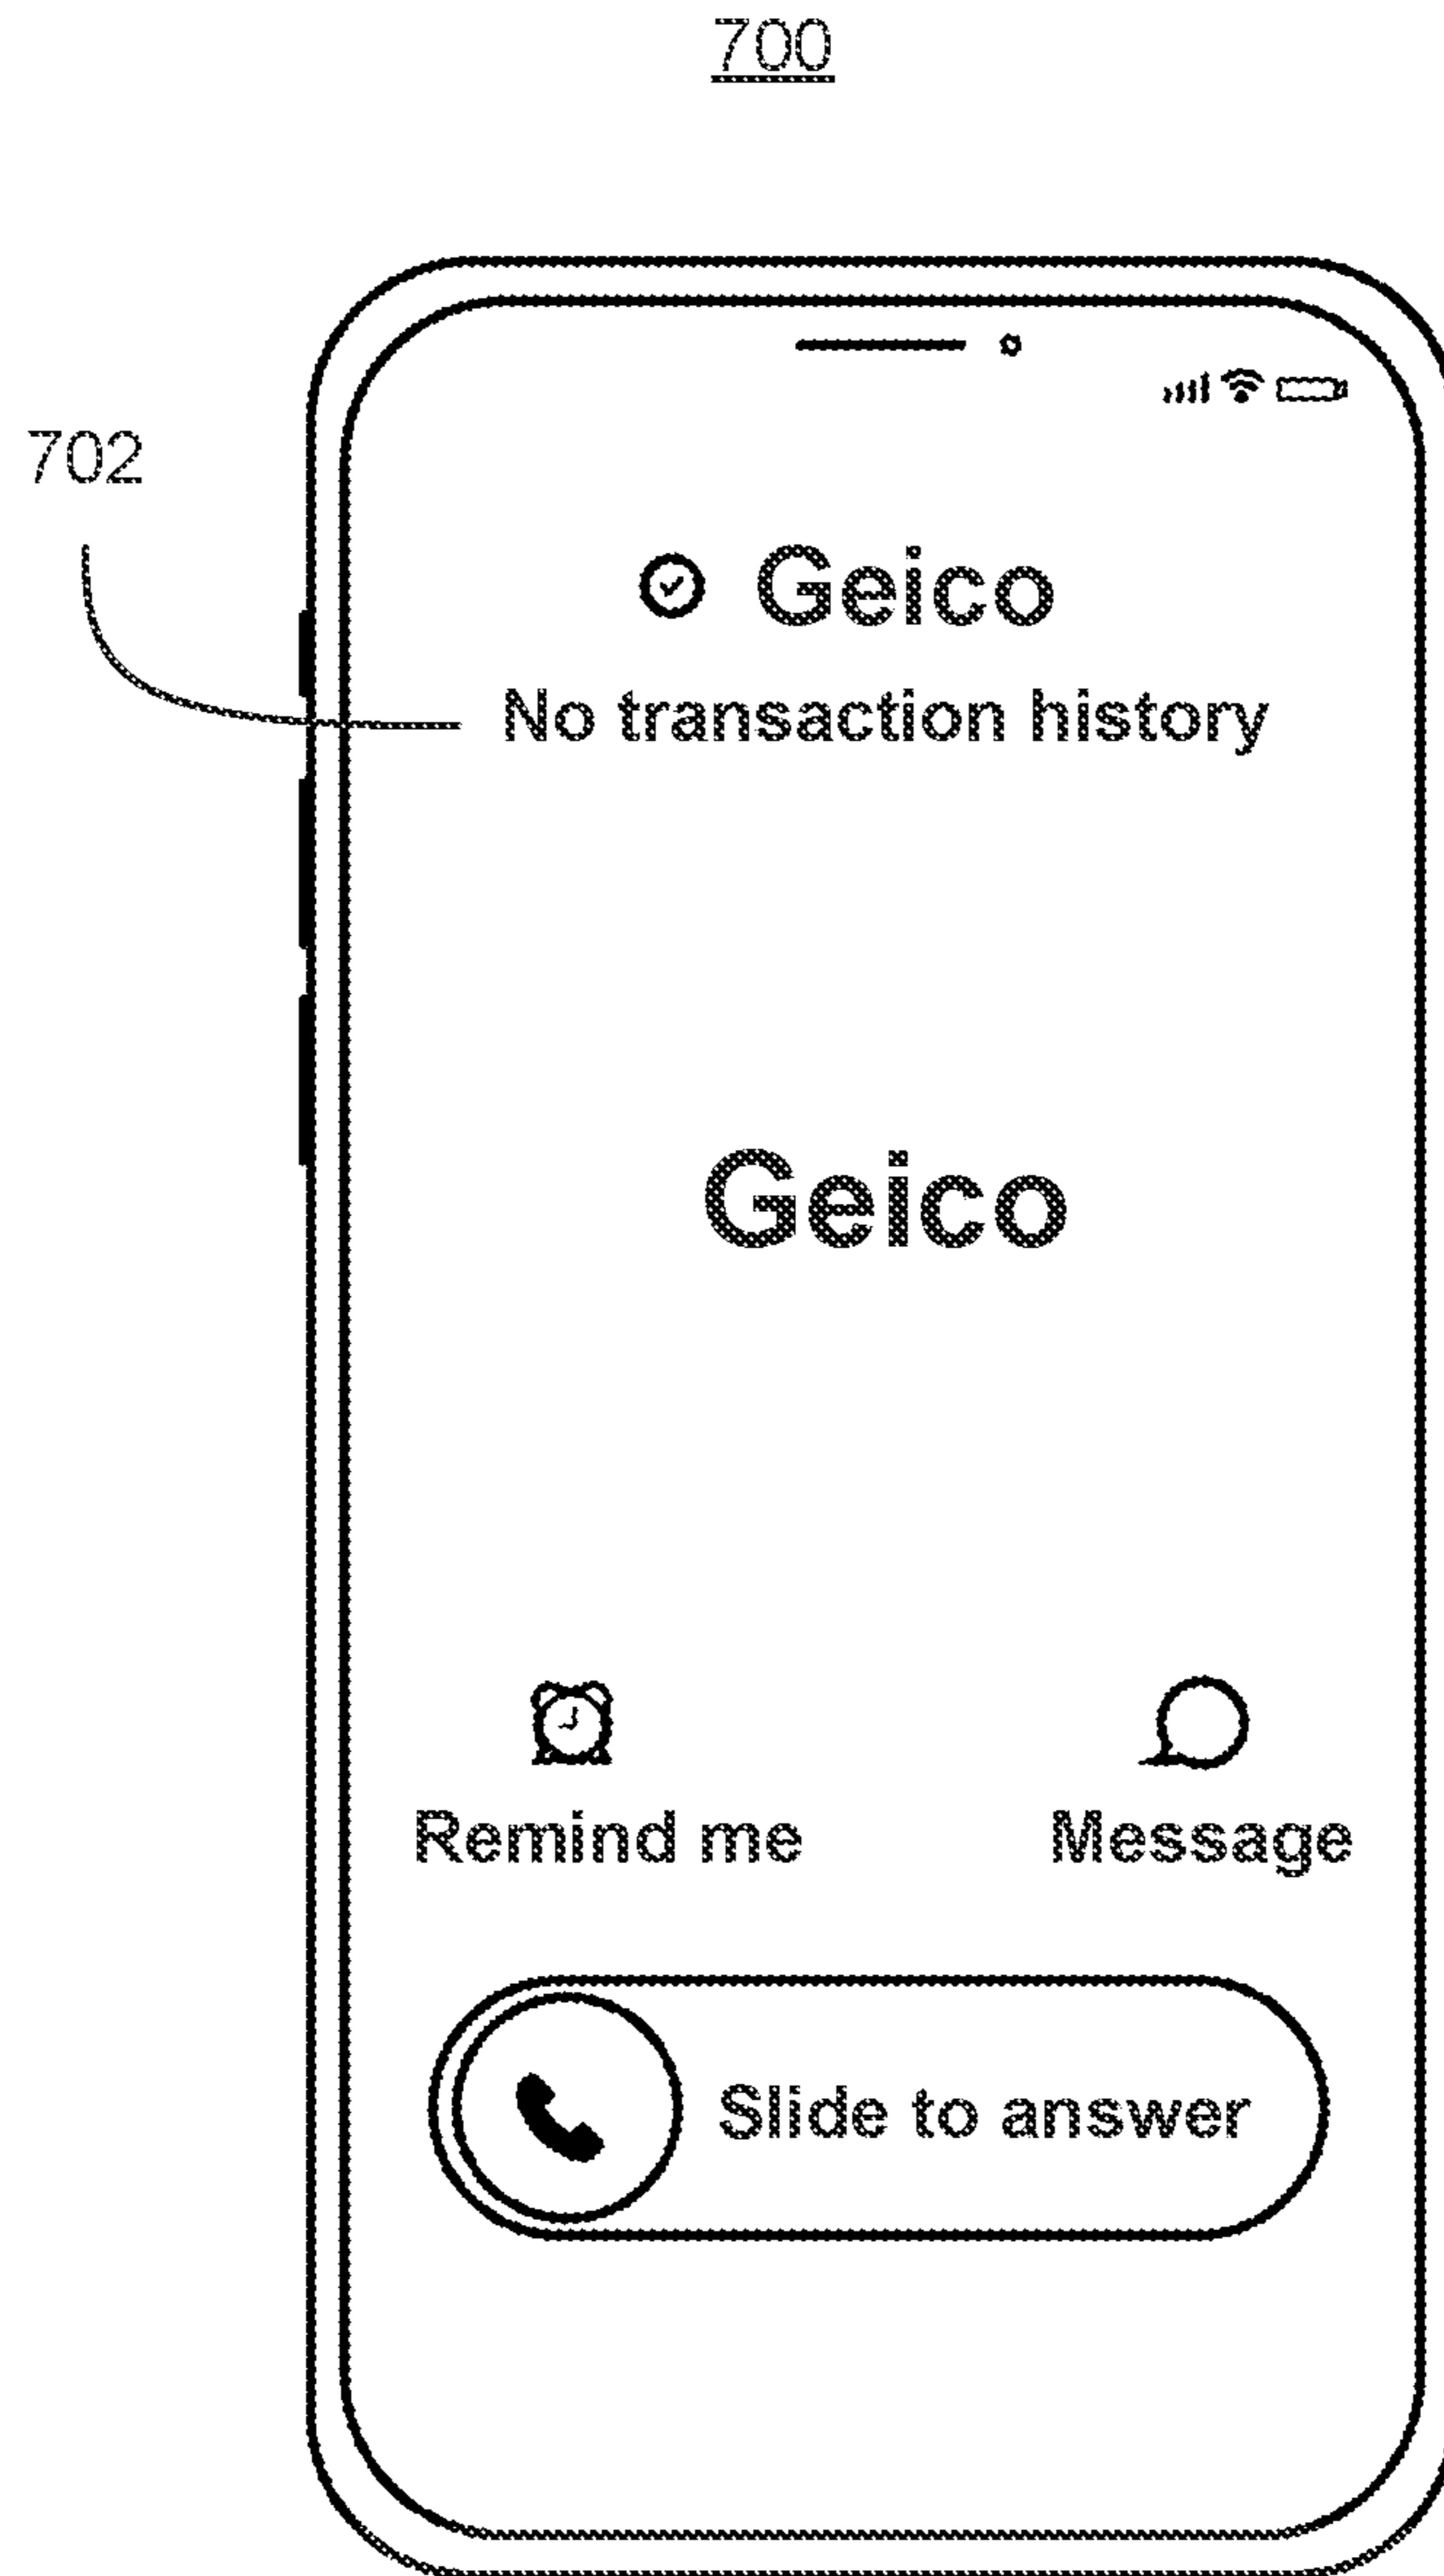 700
702
Geico
No transaction history
Geico
Remind me
Message
Slide to answer